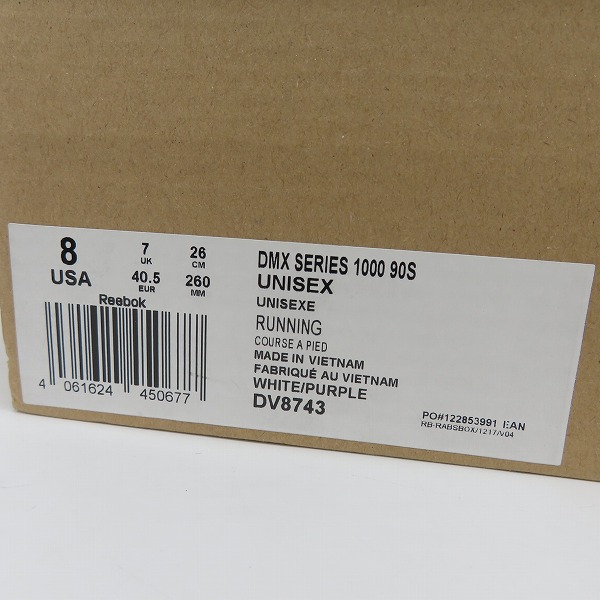 8 7 26
USA UK CM
40.5 260
EUR MM
Reebok
4 061624 450677
DMX SERIES 1000 90S
UNISEX
UNISEXE
RUNNING
COURSE A PIED
MADE IN VIETNAM
FABRIQUÉ AU VIETNAM
WHITE/PURPLE
DV8743
PO#122853991 EAN
RB-RABSBOX/1217/V04